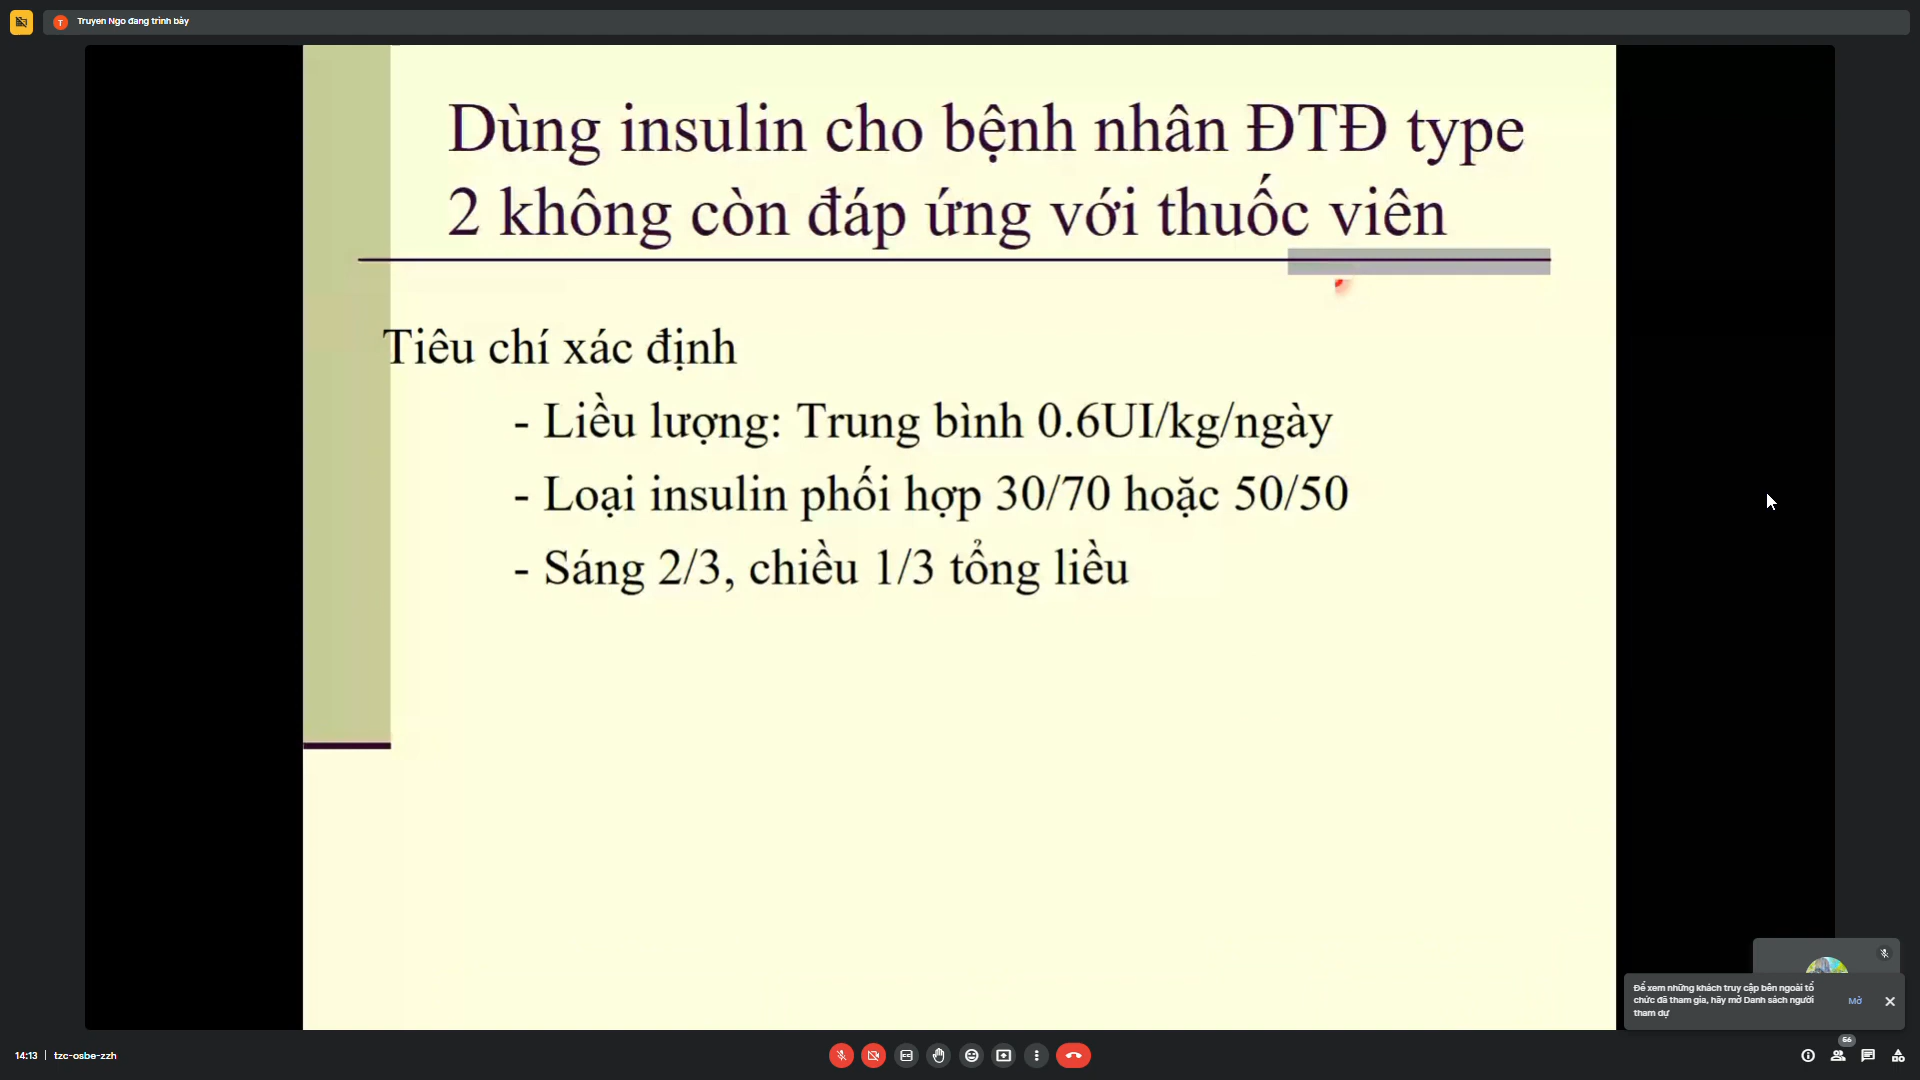 T
Truyen Ngo đang trình bày
Dùng insulin cho bệnh nhân ĐTĐ type
2 không còn đáp ứng với thuốc viên
Tiêu chí xác định
- Liều lượng: Trung bình 0.6UI/kg/ngày
- Loại insulin phối hợp 30/70 hoặc 50/50
- Sáng 2/3, chiều 1/3 tổng liều
Để xem những khách truy cập bên ngoài tổ
chức đã tham gia, hãy mở Danh sách người
tham dự
Mở
14:13 | tzc-osbe-zzh
56